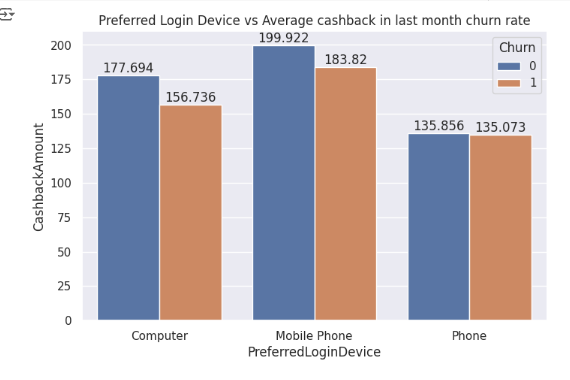 Preferred Login Device vs Average cashback in last month churn rate
CashbackAmount
200
175
150
125
100
75
50
25
0
177.694
156.736
199.922
183.82
135.856
135.073
Churn
0
1
Computer
Mobile Phone
Phone
PreferredLoginDevice